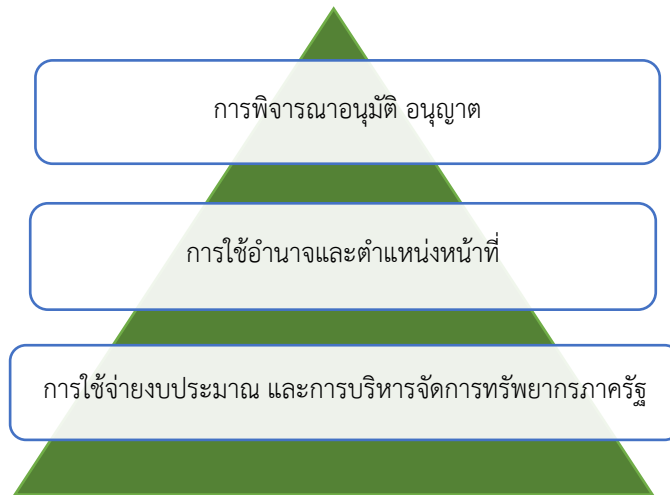 การพิจารณาอนุมัติ อนุญาต
การใช้อำนาจและตำแหน่งหน้าที่
การใช้จ่ายงบประมาณ และการบริหารจัดการทรัพยากรภาครัฐ